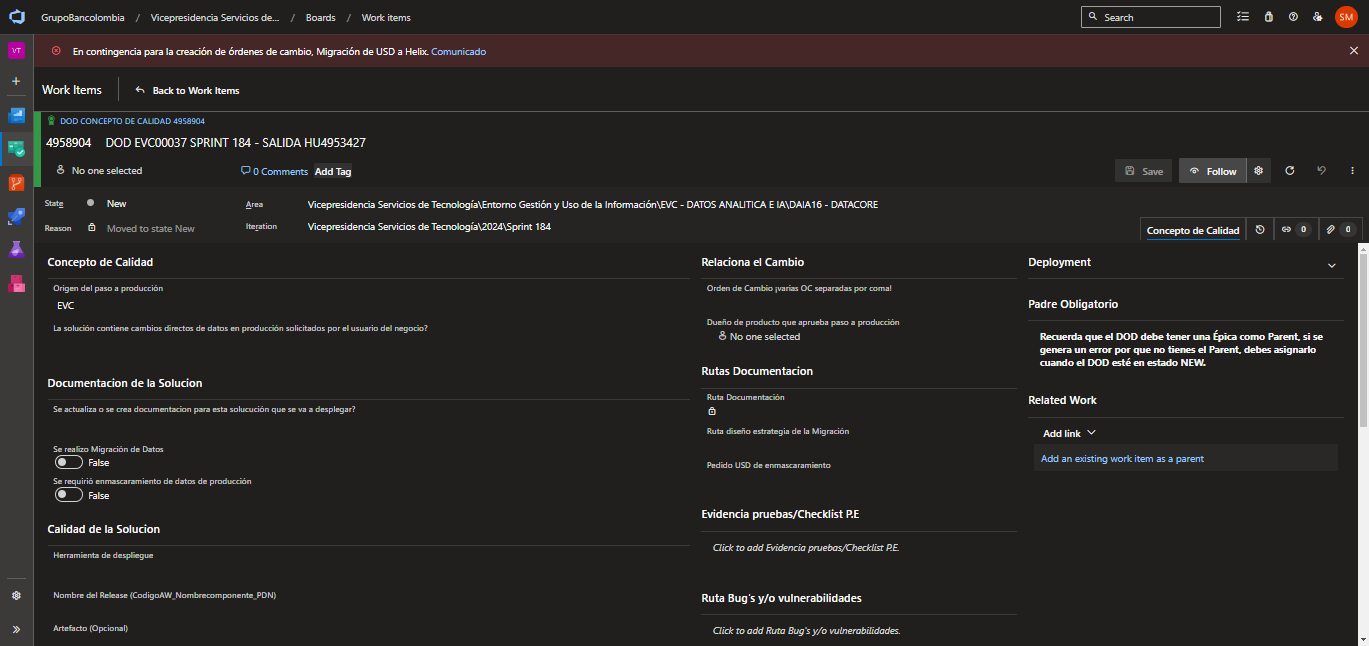 GrupoBancolombia / Vicepresidencia Servicios de... / Boards / Work items
Search
SM
VT
En contingencia para la creación de órdenes de cambio, Migración de USD a Helix. Comunicado
Work Items
Back to Work Items
DOD CONCEPTO DE CALIDAD 4958904
4958904 DOD EVC00037 SPRINT 184 - SALIDA HU4953427
No one selected
0 Comments
Add Tag
Save
Follow
State
New
Area
Vicepresidencia Servicios de Tecnología\Entorno Gestión y Uso de la Información\EVC - DATOS ANALITICA E IA\DAIA16 - DATACORE
Reason
Moved to state New
Iteration
Vicepresidencia Servicios de Tecnología\2024\Sprint 184
Concepto de Calidad
0
0
Concepto de Calidad
Origen del paso a producción
EVC
La solución contiene cambios directos de datos en producción solicitados por el usuario del negocio?
Documentacion de la Solucion
Se actualiza o se crea documentacion para esta solucución que se va a desplegar?
Se realizo Migración de Datos
False
Se requirió enmascaramiento de datos de producción
False
Calidad de la Solucion
Herramienta de despliegue
Nombre del Release (CodigoAW_Nombrecomponente_PDN)
Artefacto (Opcional)
Relaciona el Cambio
Orden de Cambio ¡varias OC separadas por coma!
Dueño de producto que aprueba paso a producción
No one selected
Rutas Documentacion
Ruta Documentación
Ruta diseño estrategia de la Migración
Pedido USD de enmascaramiento
Evidencia pruebas/Checklist P.E
Click to add Evidencia pruebas/Checklist P.E.
Ruta Bug's y/o vulnerabilidades
Click to add Ruta Bug's y/o vulnerabilidades.
Deployment
Padre Obligatorio
Recuerda que el DOD debe tener una Épica como Parent, si se
genera un error por que no tienes el Parent, debes asignarlo
cuando el DOD esté en estado NEW.
Related Work
Add link
Add an existing work item as a parent